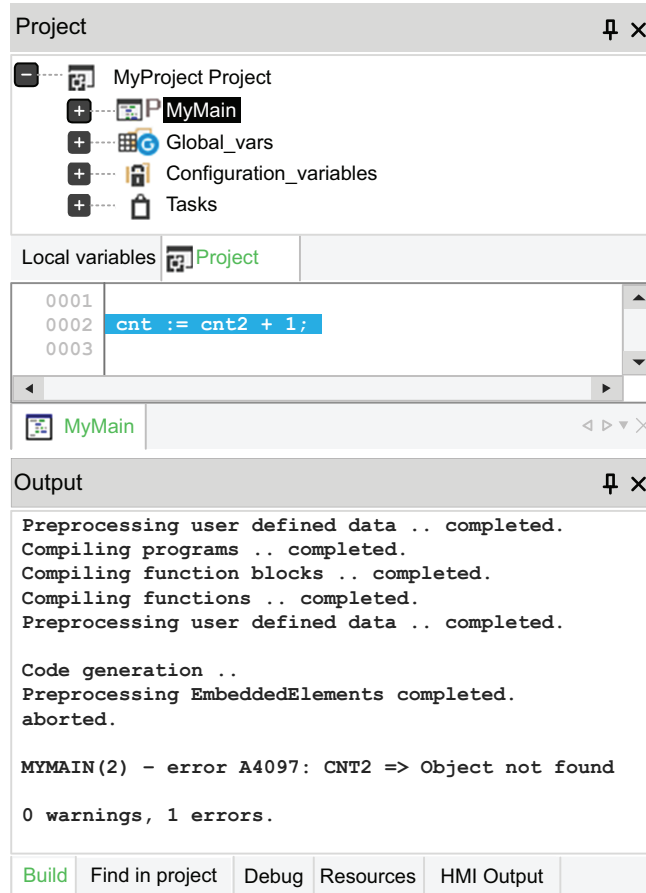 Project
MyProject Project
P MyMain
Global_vars
Configuration_variables
Tasks
Local variables Project
0001
0002 cnt := cnt2 + 1;
0003
MyMain
Output
Preprocessing user defined data .. completed.
Compiling programs .. completed.
Compiling function blocks .. completed.
Compiling functions .. completed.
Preprocessing user defined data .. completed.
Code generation ..
Preprocessing EmbeddedElements completed.
aborted.
MYMAIN(2) – error A4097: CNT2 => Object not found
0 warnings, 1 errors.
Build Find in project Debug Resources HMI Output